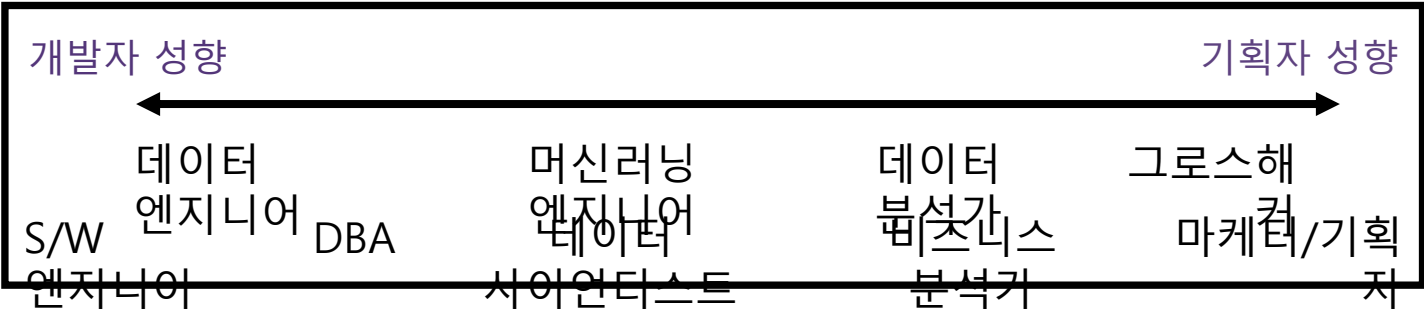 개발자 성향
기획자 성향
데이터
엔지니어
머신러닝
엔지니어
데이터
분석가
그로스해
커
S/W
엔지니어
DBA
데이터
사이언티스트
비즈니스
분석가
마케터/기획
자